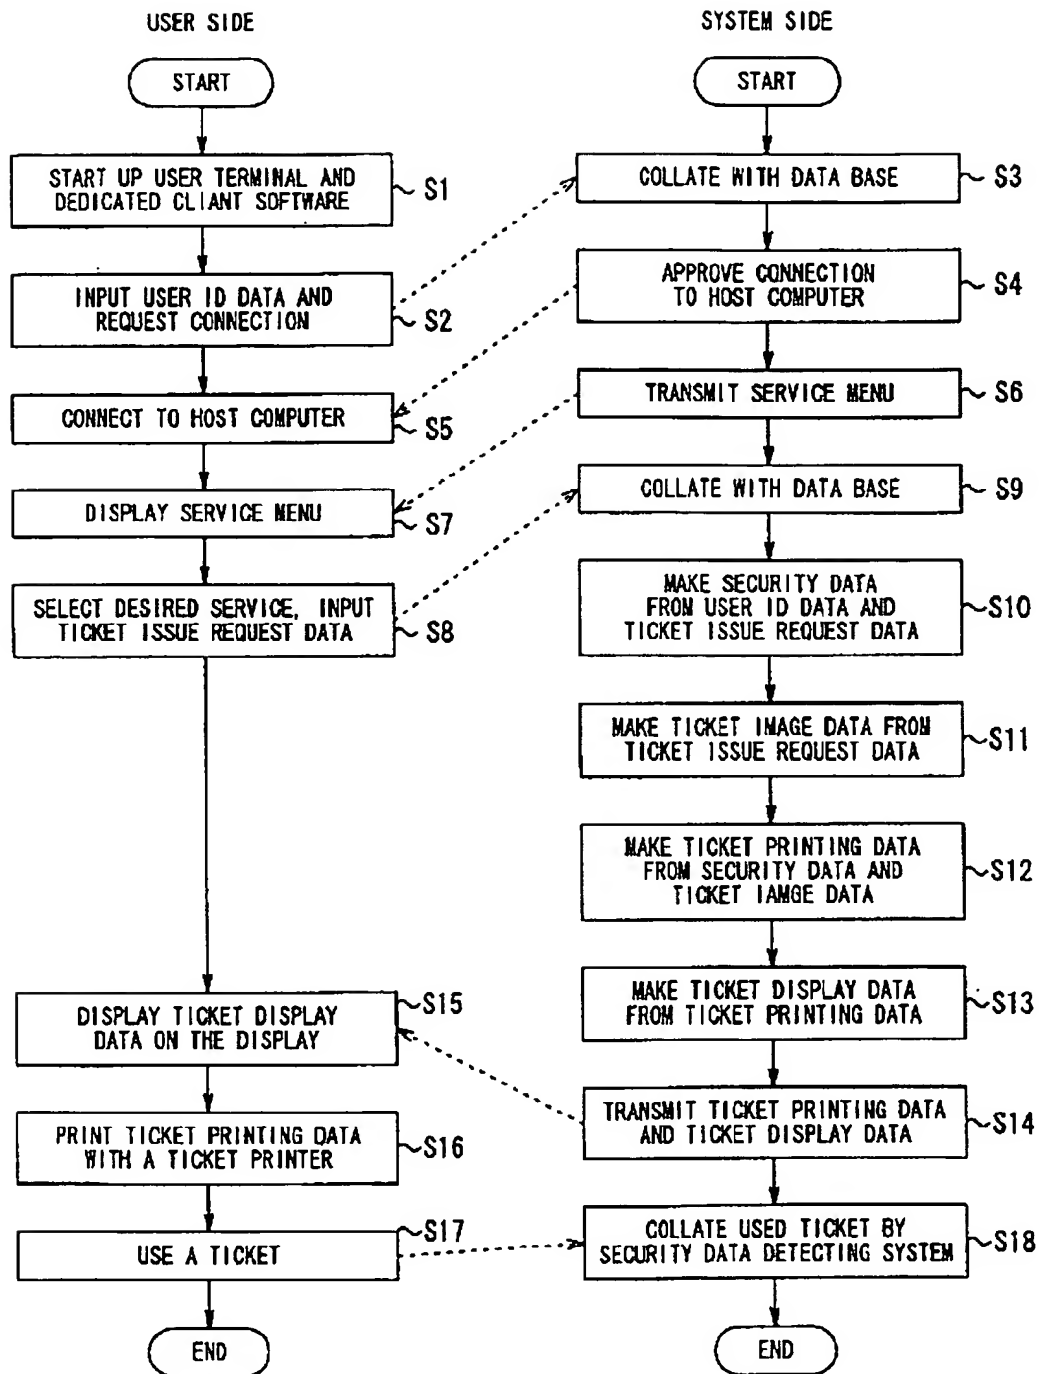 USER SIDE
START
START UP USER TERMINAL AND
DEDICATED CLIANT SOFTWARE
S1
INPUT USER ID DATA AND
REQUEST CONNECTION
S2
CONNECT TO HOST COMPUTER
S5
DISPLAY SERVICE MENU
S7
SELECT DESIRED SERVICE, INPUT
TICKET ISSUE REQUEST DATA
S8
DISPLAY TICKET DISPLAY
DATA ON THE DISPLAY
S15
PRINT TICKET PRINTING DATA
WITH A TICKET PRINTER
S16
USE A TICKET
S17
END
SYSTEM SIDE
START
COLLATE WITH DATA BASE
S3
APPROVE CONNECTION
TO HOST COMPUTER
S4
TRANSMIT SERVICE MENU
S6
COLLATE WITH DATA BASE
S9
MAKE SECURITY DATA
FROM USER ID DATA AND
TICKET ISSUE REQUEST DATA
S10
MAKE TICKET IMAGE DATA FROM
TICKET ISSUE REQUEST DATA
S11
MAKE TICKET PRINTING DATA
FROM SECURITY DATA AND
TICKET IAMGE DATA
S12
MAKE TICKET DISPLAY DATA
FROM TICKET PRINTING DATA
S13
TRANSMIT TICKET PRINTING DATA
AND TICKET DISPLAY DATA
S14
COLLATE USED TICKET BY
SECURITY DATA DETECTING SYSTEM
S18
END